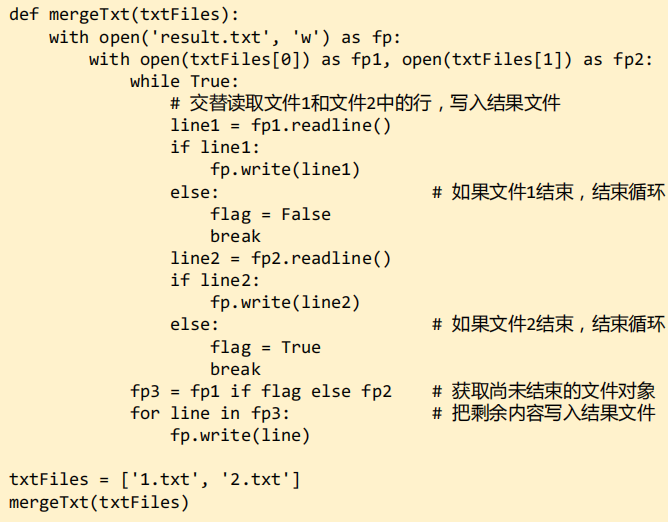 def mergeTxt(txtFiles):
    with open('result.txt', 'w') as fp:
        with open(txtFiles[0]) as fp1, open(txtFiles[1]) as fp2:
            while True:
                # 交替读取文件1和文件2中的行，写入结果文件
                line1 = fp1.readline()
                if line1:
                    fp.write(line1)
                else:                     # 如果文件1结束，结束循环
                    flag = False
                    break
                line2 = fp2.readline()
                if line2:
                    fp.write(line2)
                else:                     # 如果文件2结束，结束循环
                    flag = True
                    break
            fp3 = fp1 if flag else fp2    # 获取尚未结束的文件对象
            for line in fp3:              # 把剩余内容写入结果文件
                fp.write(line)

txtFiles = ['1.txt', '2.txt']
mergeTxt(txtFiles)